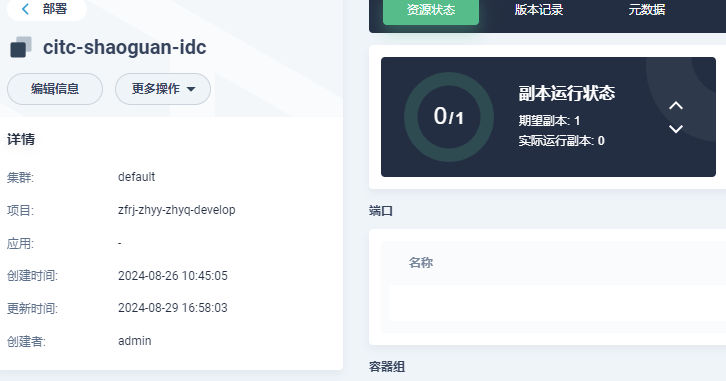 部署
citc-shaoguan-idc
编辑信息
更多操作
详情
集群: default
项目: zfrj-zhyy-zhyq-develop
应用: -
创建时间: 2024-08-26 10:45:05
更新时间: 2024-08-29 16:58:03
创建者: admin
资源状态
版本记录
元数据
0/1
副本运行状态
期望副本: 1
实际运行副本: 0
端口
名称
容器组